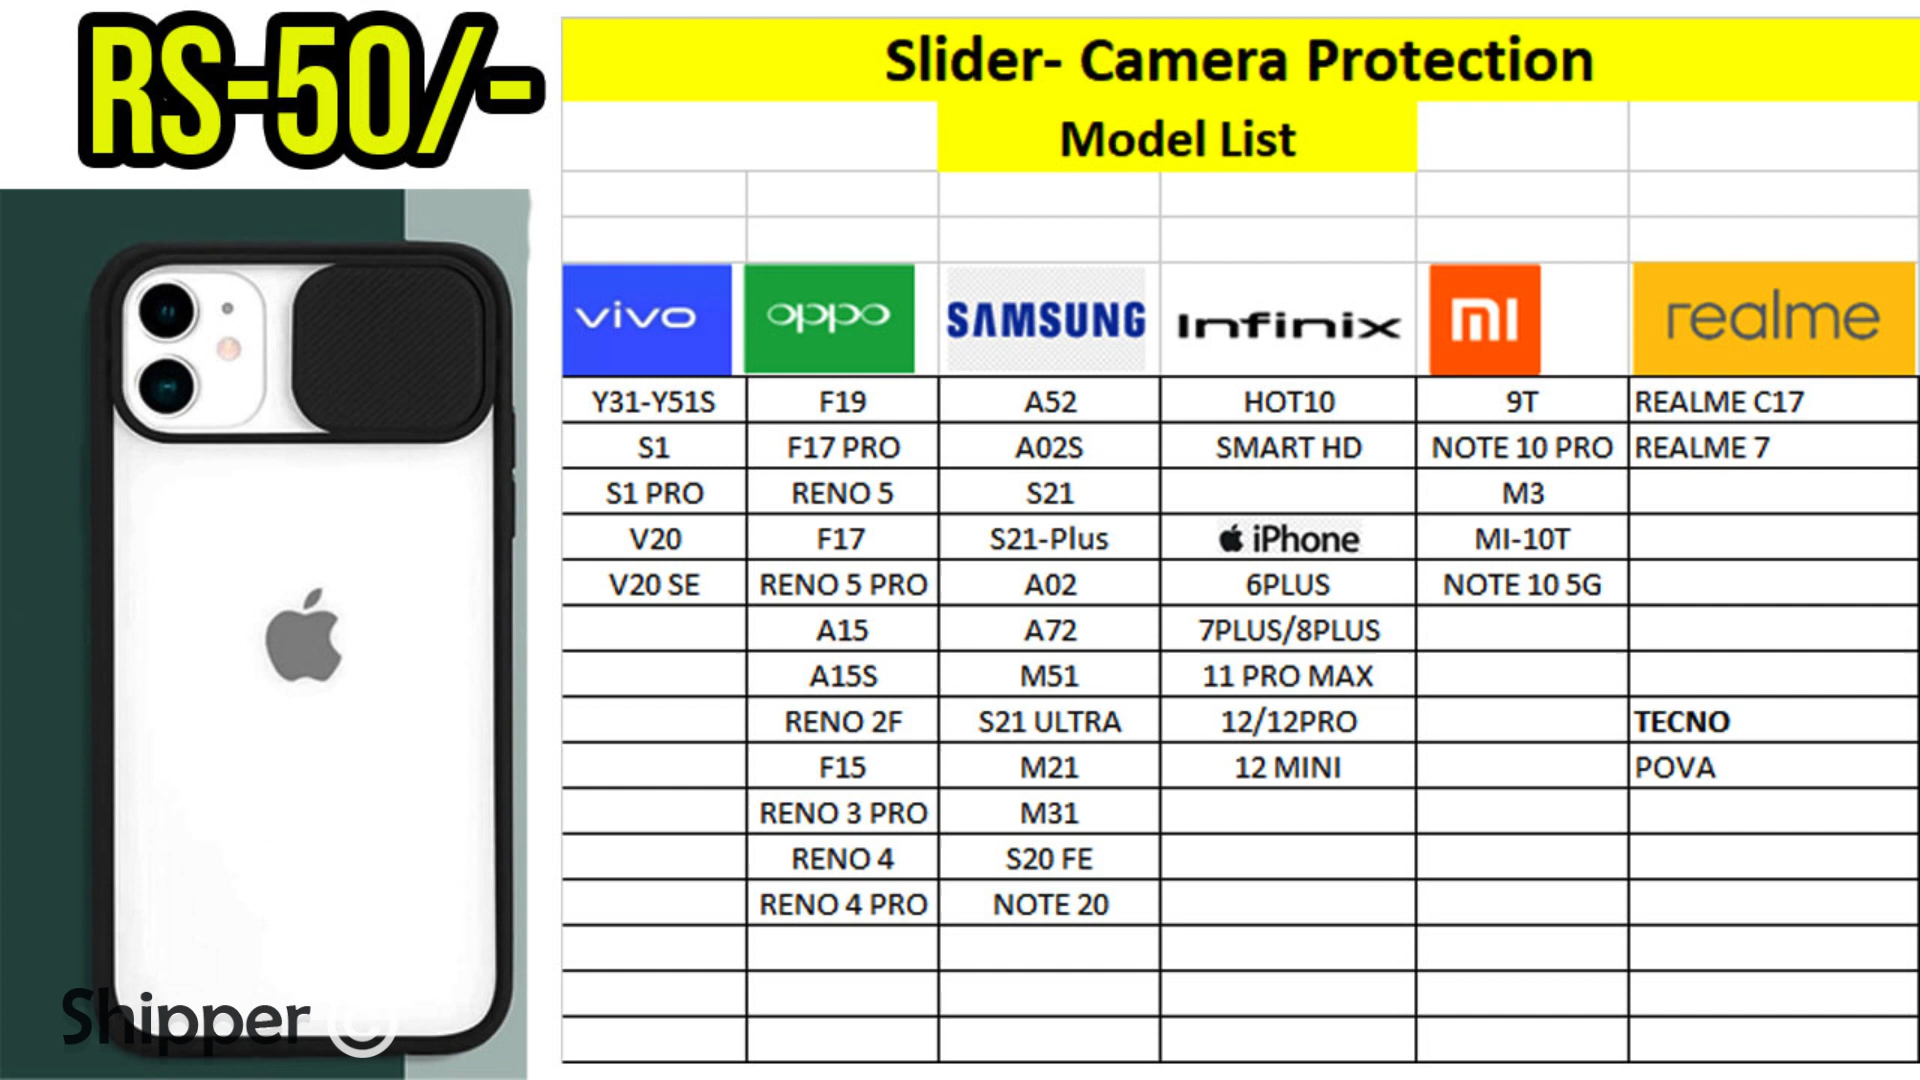 RS-50/-
Slider- Camera Protection
Model List
vivo oppo SAMSUNG Infinix MI realme
Y31-Y51S F19 A52 HOT10 9T REALME C17
S1 F17 PRO A02S SMART HD NOTE 10 PRO REALME 7
S1 PRO RENO 5 S21 M3
V20 F17 S21-Plus iPhone MI-10T
V20 SE RENO 5 PRO A02 6PLUS NOTE 10 5G
A15 A72 7PLUS/8PLUS
A15S M51 11 PRO MAX
RENO 2F S21 ULTRA 12/12PRO TECNO
F15 M21 12 MINI POVA
RENO 3 PRO M31
RENO 4 S20 FE
RENO 4 PRO NOTE 20
Shipper ©